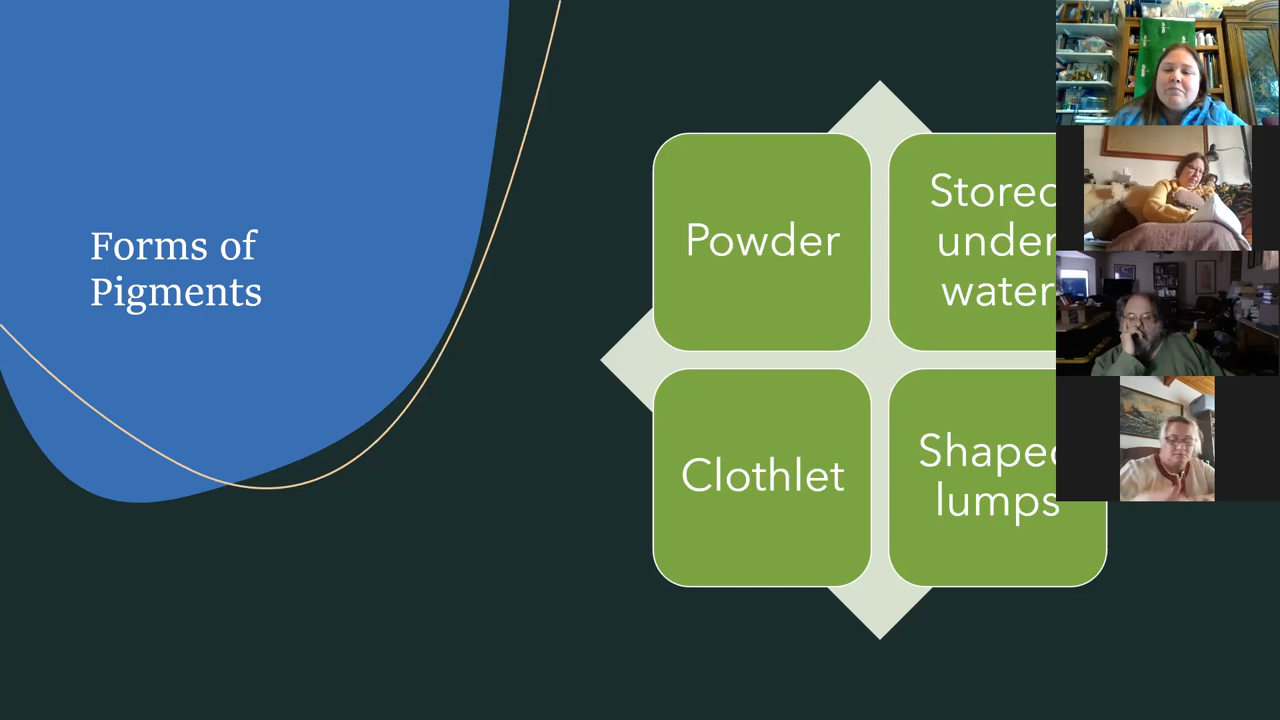 Forms of
Pigments
Powder
Stored
under
water
Clothlet
Shaped
lumps